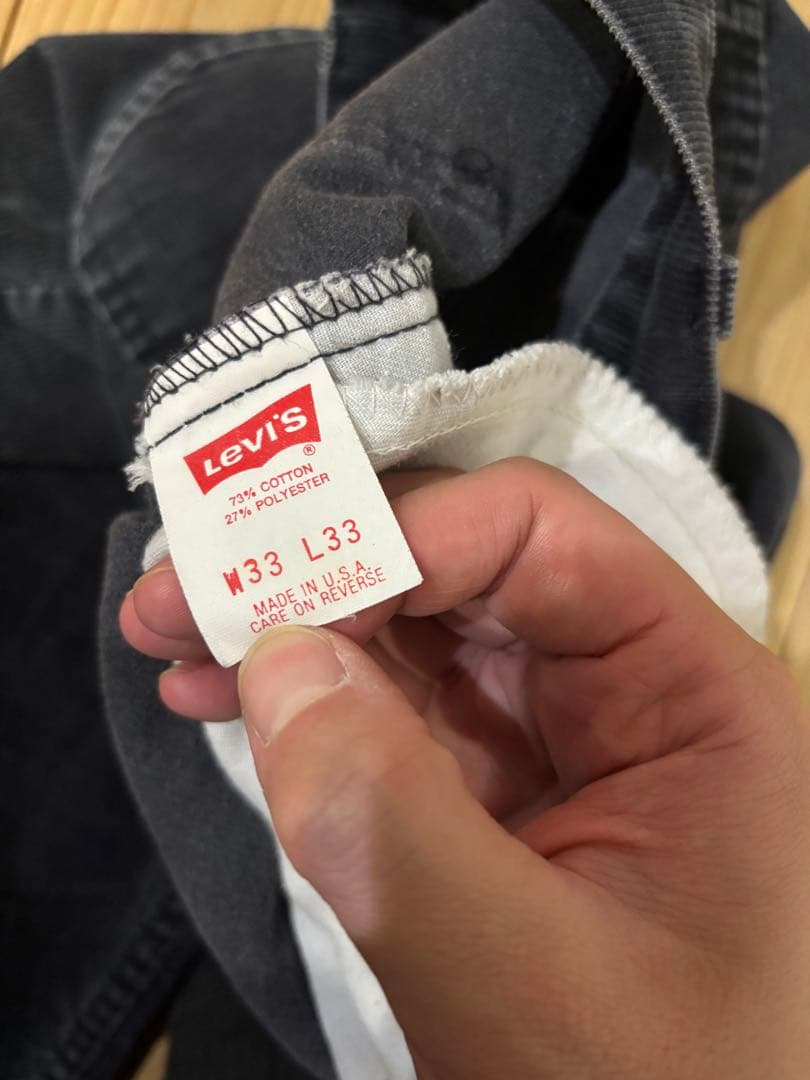 Levi's ®
73% COTTON
27% POLYESTER
W33 L33
MADE IN U.S.A.
CARE ON REVERSE